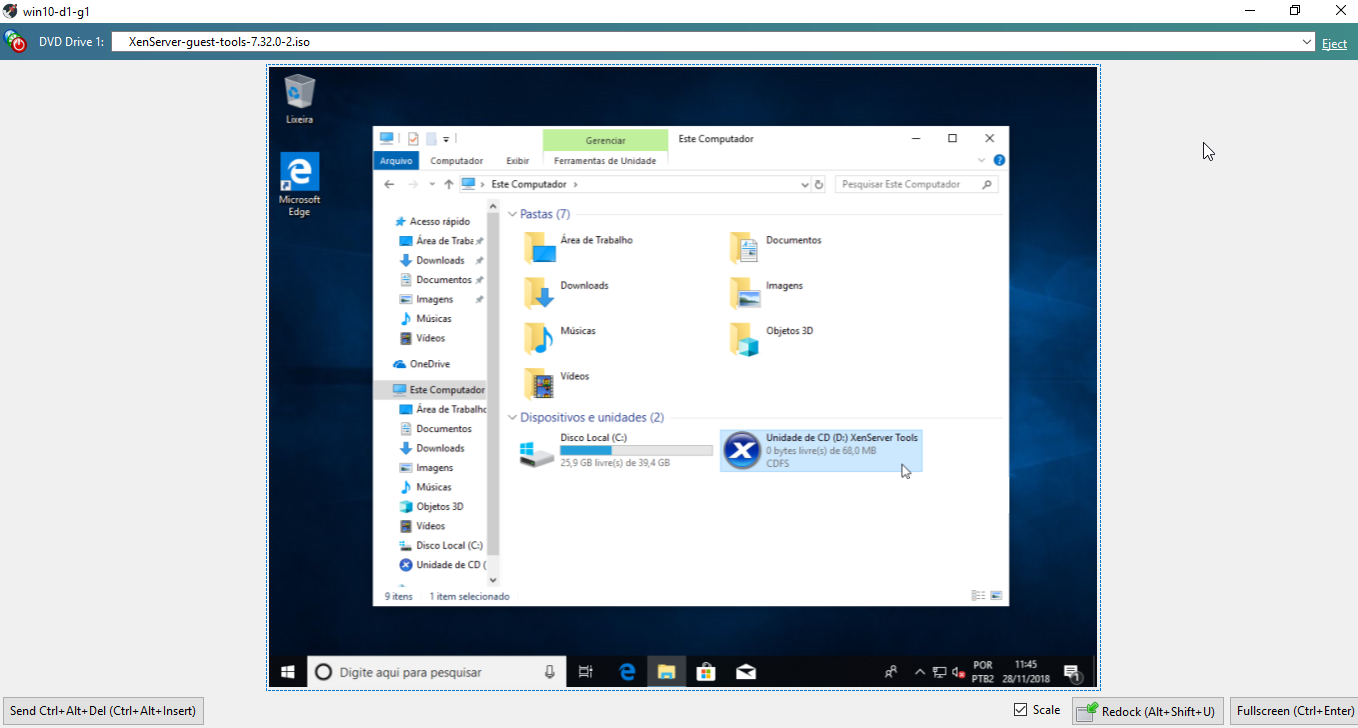 win10-d1-g1
DVD Drive 1:
XenServer-guest-tools-7.32.0-2.iso
Eject
Lixeira
Microsoft
Edge
Gerenciar
Este Computador
Arquivo
Computador
Exibir
Ferramentas de Unidade
Este Computador
Pesquisar Este Computador
Acesso rápido
Área de Traba
Downloads
Documentos
Imagens
Músicas
Vídeos
OneDrive
Este Computador
Área de Trabalho
Documentos
Downloads
Imagens
Músicas
Objetos 3D
Vídeos
Disco Local (C:)
Unidade de CD (
Pastas (7)
Área de Trabalho
Documentos
Downloads
Imagens
Músicas
Objetos 3D
Vídeos
Dispositivos e unidades (2)
Disco Local (C:)
25,9 GB livre(s) de 39,4 GB
Unidade de CD (D:) XenServer Tools
0 bytes livre(s) de 68,0 MB
CDFS
9 itens
1 item selecionado
Digite aqui para pesquisar
POR
PTB2
11:45
28/11/2018
1
Send Ctrl+Alt+Del (Ctrl+Alt+Insert)
Scale
Redock (Alt+Shift+U)
Fullscreen (Ctrl+Enter)